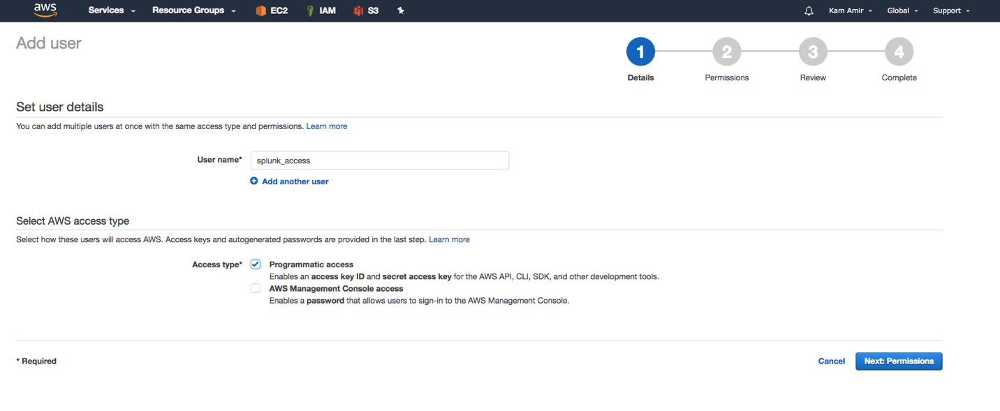 aws Services Resource Groups EC2 IAM S3 Kam Amir Global Support
Add user
1 2 3 4
Details Permissions Review Complete
Set user details
You can add multiple users at once with the same access type and permissions. Learn more
User name* splunk_access
Add another user
Select AWS access type
Select how these users will access AWS. Access keys and autogenerated passwords are provided in the last step. Learn more
Access type* Programmatic access
Enables an access key ID and secret access key for the AWS API, CLI, SDK, and other development tools.
AWS Management Console access
Enables a password that allows users to sign-in to the AWS Management Console.
* Required Cancel Next: Permissions